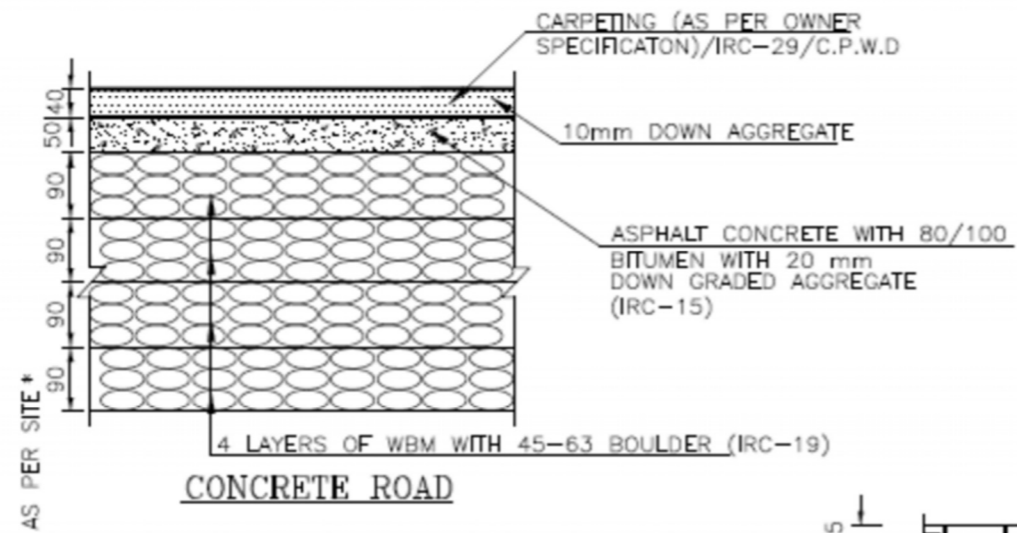 CARPETING (AS PER OWNER
SPECIFICATON)/IRC-29/C.P.W.D
40
50
10mm DOWN AGGREGATE
90
ASPHALT CONCRETE WITH 80/100
BITUMEN WITH 20 mm
DOWN GRADED AGGREGATE
(IRC-15)
90
90
90
AS PER SITE *
4 LAYERS OF WBM WITH 45-63 BOULDER (IRC-19)
CONCRETE ROAD
5